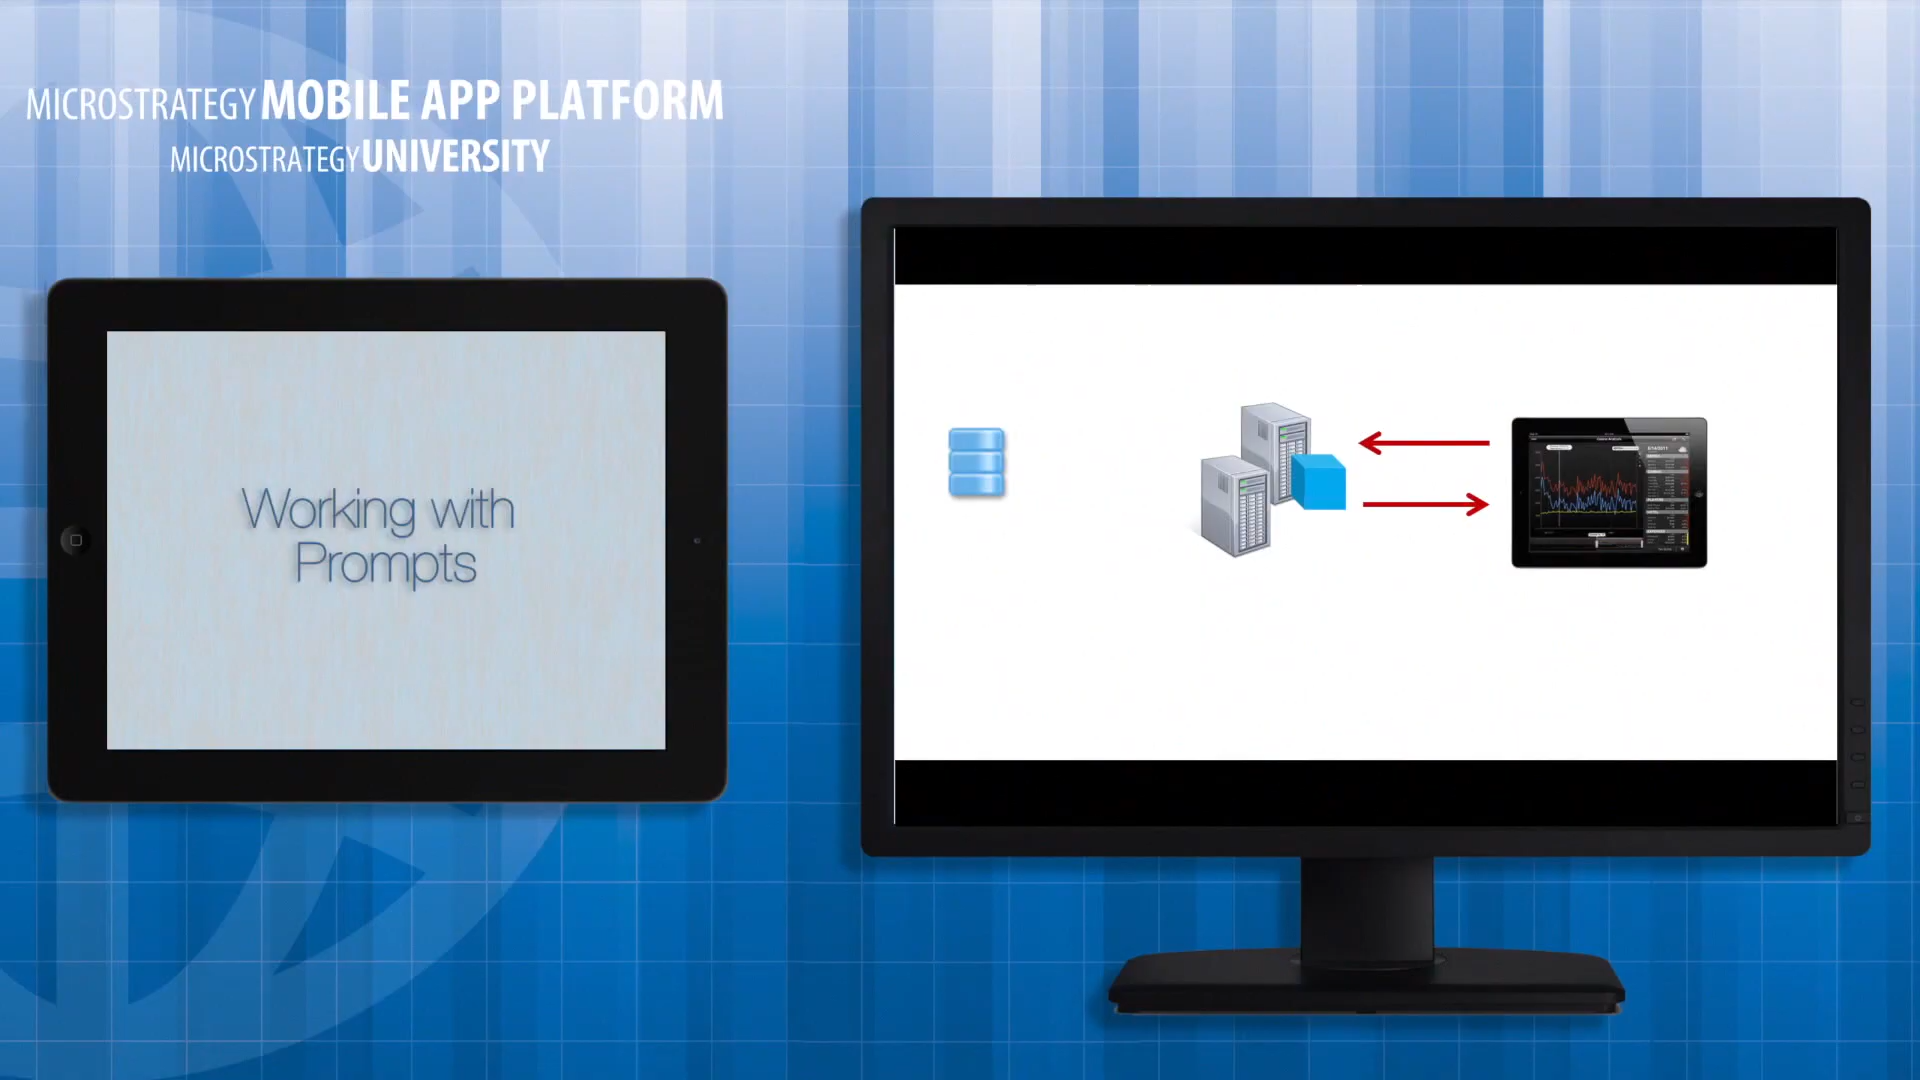 MICROSTRATEGY MOBILE APP PLATFORM
MICROSTRATEGY UNIVERSITY
Working with
Prompts